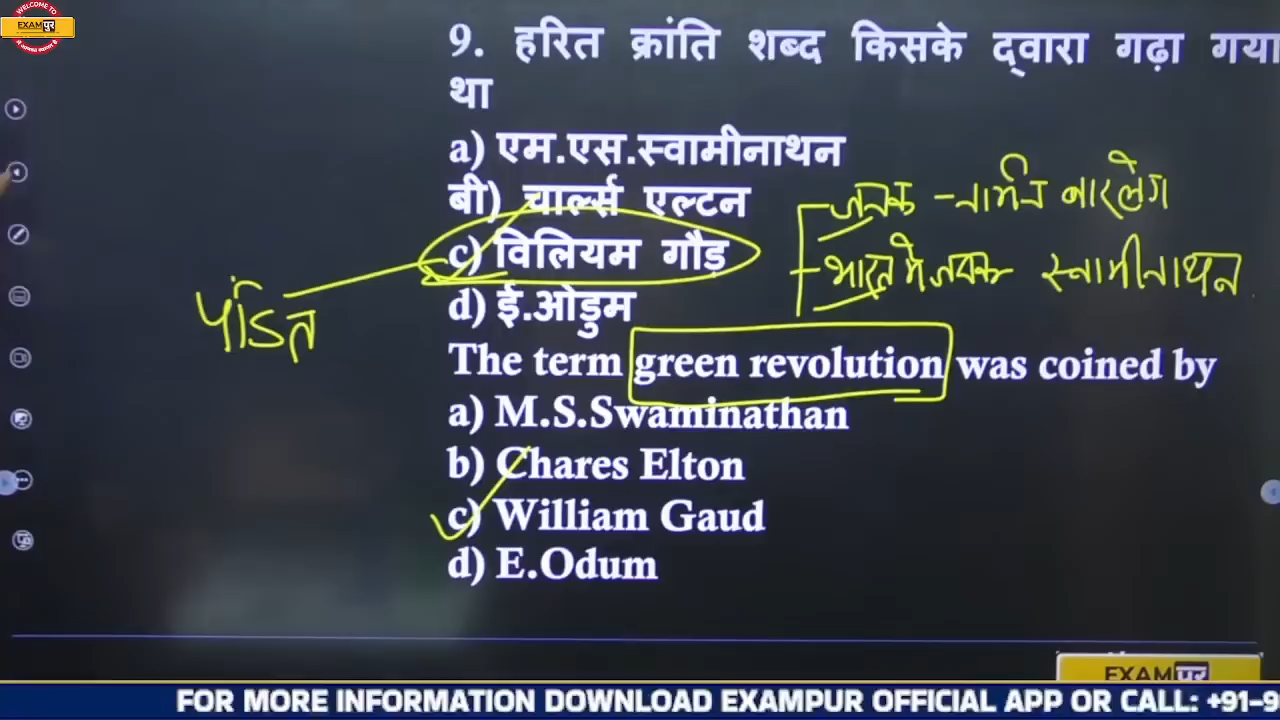 WELCOME TO
EXAMपुर
9. हरित क्रांति शब्द किसके द्वारा गढ़ा गया
था
a) एम.एस.स्वामीनाथन
बी) चार्ल्स एल्टन
जनक - नार्मन बारलोग
c) विलियम गौड़
भारत मे जनक स्वामीनाथन
पंडित
d) ई.ओडुम
The term green revolution was coined by
a) M.S.Swaminathan
b) Chares Elton
c) William Gaud
d) E.Odum
EXAMपुर
FOR MORE INFORMATION DOWNLOAD EXAMPUR OFFICIAL APP OR CALL: +91-9